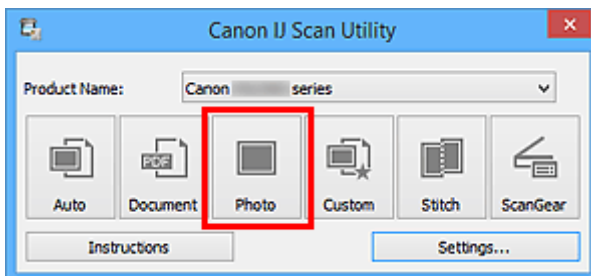 Canon IJ Scan Utility
Product Name:
Canon series
PDF
Auto
Document
Photo
Custom
Stitch
ScanGear
Instructions
Settings...